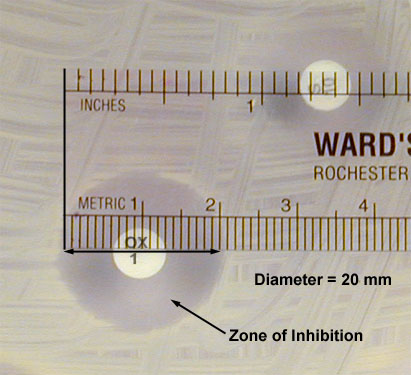 INCHES
1
WARD'S
ROCHESTER
METRIC 1 2 3 4
OX
1
Diameter = 20 mm
Zone of Inhibition